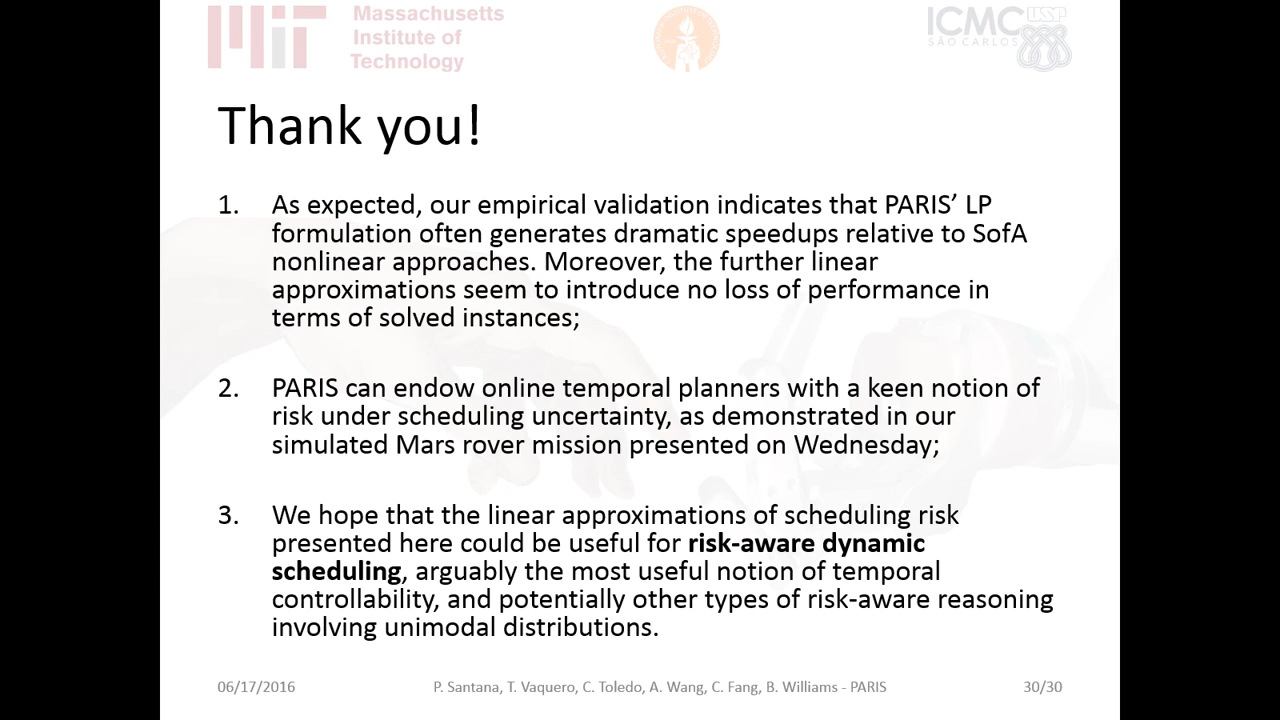 Massachusetts
Institute of
Technology
MIT
ICMC USP
SÃO CARLOS
Thank you!
1. As expected, our empirical validation indicates that PARIS’ LP
formulation often generates dramatic speedups relative to SofA
nonlinear approaches. Moreover, the further linear
approximations seem to introduce no loss of performance in
terms of solved instances;
2. PARIS can endow online temporal planners with a keen notion of
risk under scheduling uncertainty, as demonstrated in our
simulated Mars rover mission presented on Wednesday;
3. We hope that the linear approximations of scheduling risk
presented here could be useful for risk-aware dynamic
scheduling, arguably the most useful notion of temporal
controllability, and potentially other types of risk-aware reasoning
involving unimodal distributions.
06/17/2016 P. Santana, T. Vaquero, C. Toledo, A. Wang, C. Fang, B. Williams - PARIS 30/30